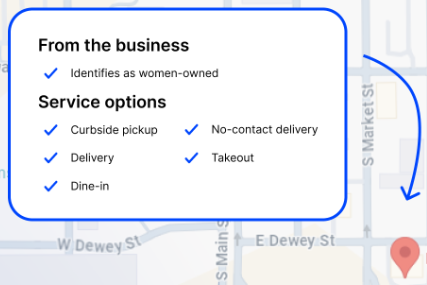 From the business
Identifies as women-owned
Service options
Curbside pickup
No-contact delivery
Delivery
Takeout
Dine-in
S Market St
W Dewey St
S Main S
E Dewey St